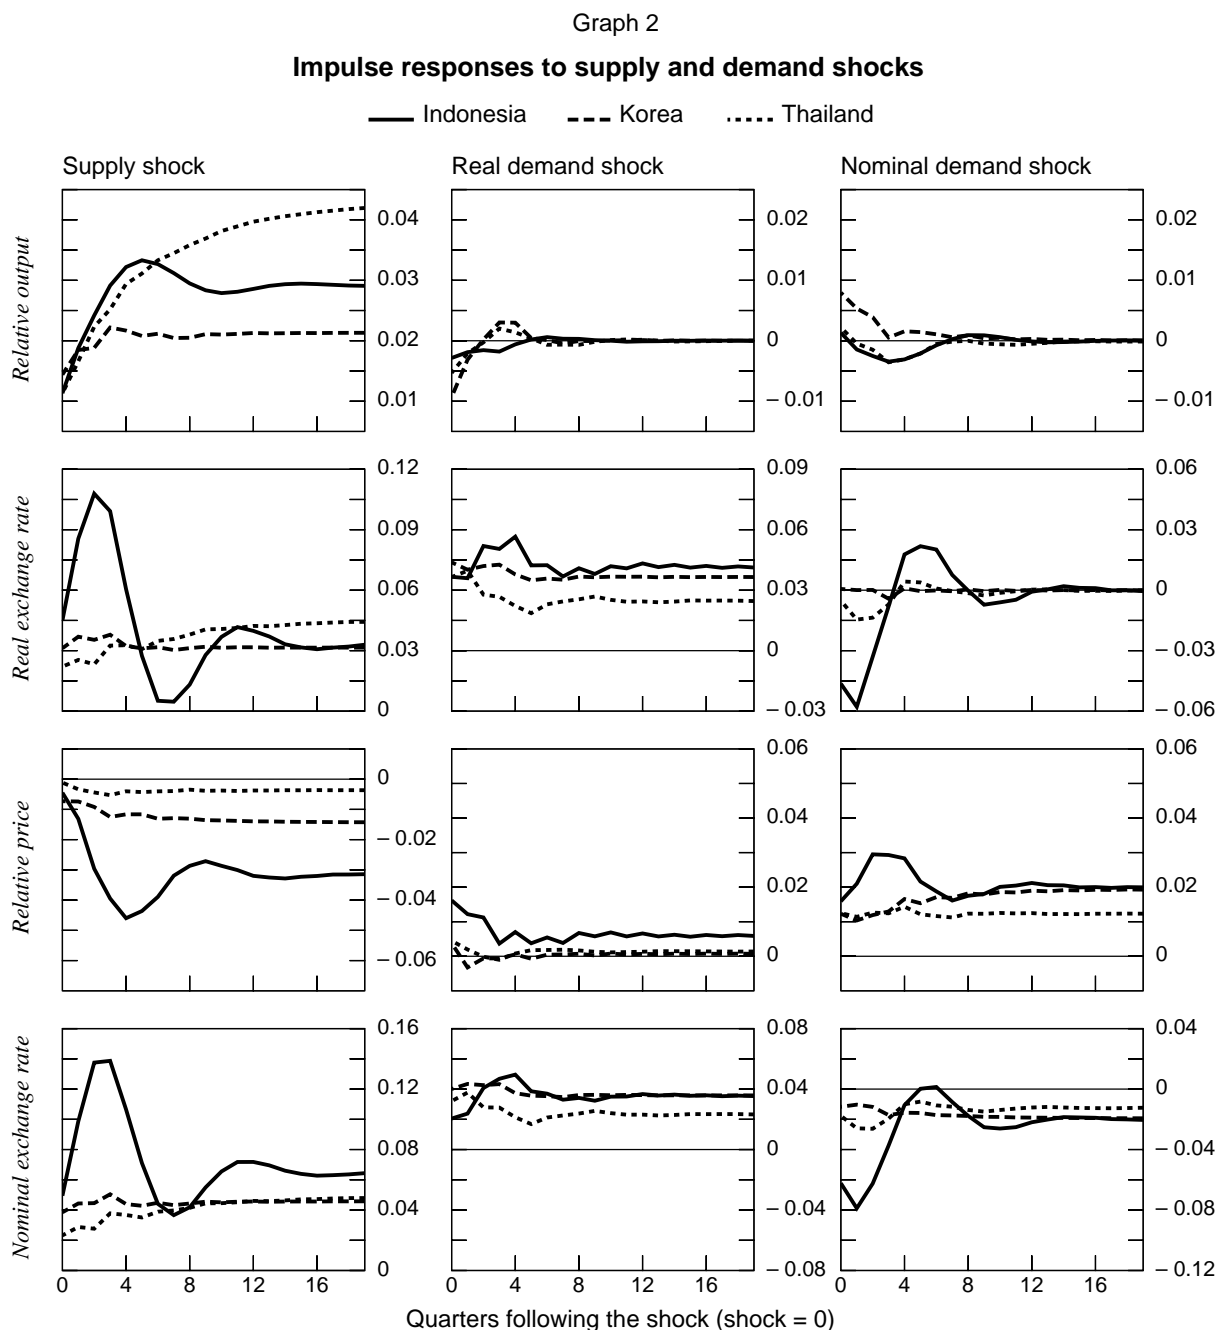 Graph 2
Impulse responses to supply and demand shocks
Indonesia Korea Thailand
Supply shock Real demand shock Nominal demand shock
Relative output
0.04 0.02 0.02
0.03 0.01 0.01
0.02 0 0
0.01 – 0.01 – 0.01
Real exchange rate
0.12 0.09 0.06
0.09 0.06 0.03
0.06 0.03 0
0.03 0 – 0.03
0 – 0.03 – 0.06
Relative price
0 0.06 0.06
– 0.02 0.04 0.04
– 0.04 0.02 0.02
– 0.06 0 0
Nominal exchange rate
0.16 0.08 0.04
0.12 0.04 0
0.08 0 – 0.04
0.04 – 0.04 – 0.08
0 – 0.08 – 0.12
0 4 8 12 16 0 4 8 12 16 0 4 8 12 16
Quarters following the shock (shock = 0)